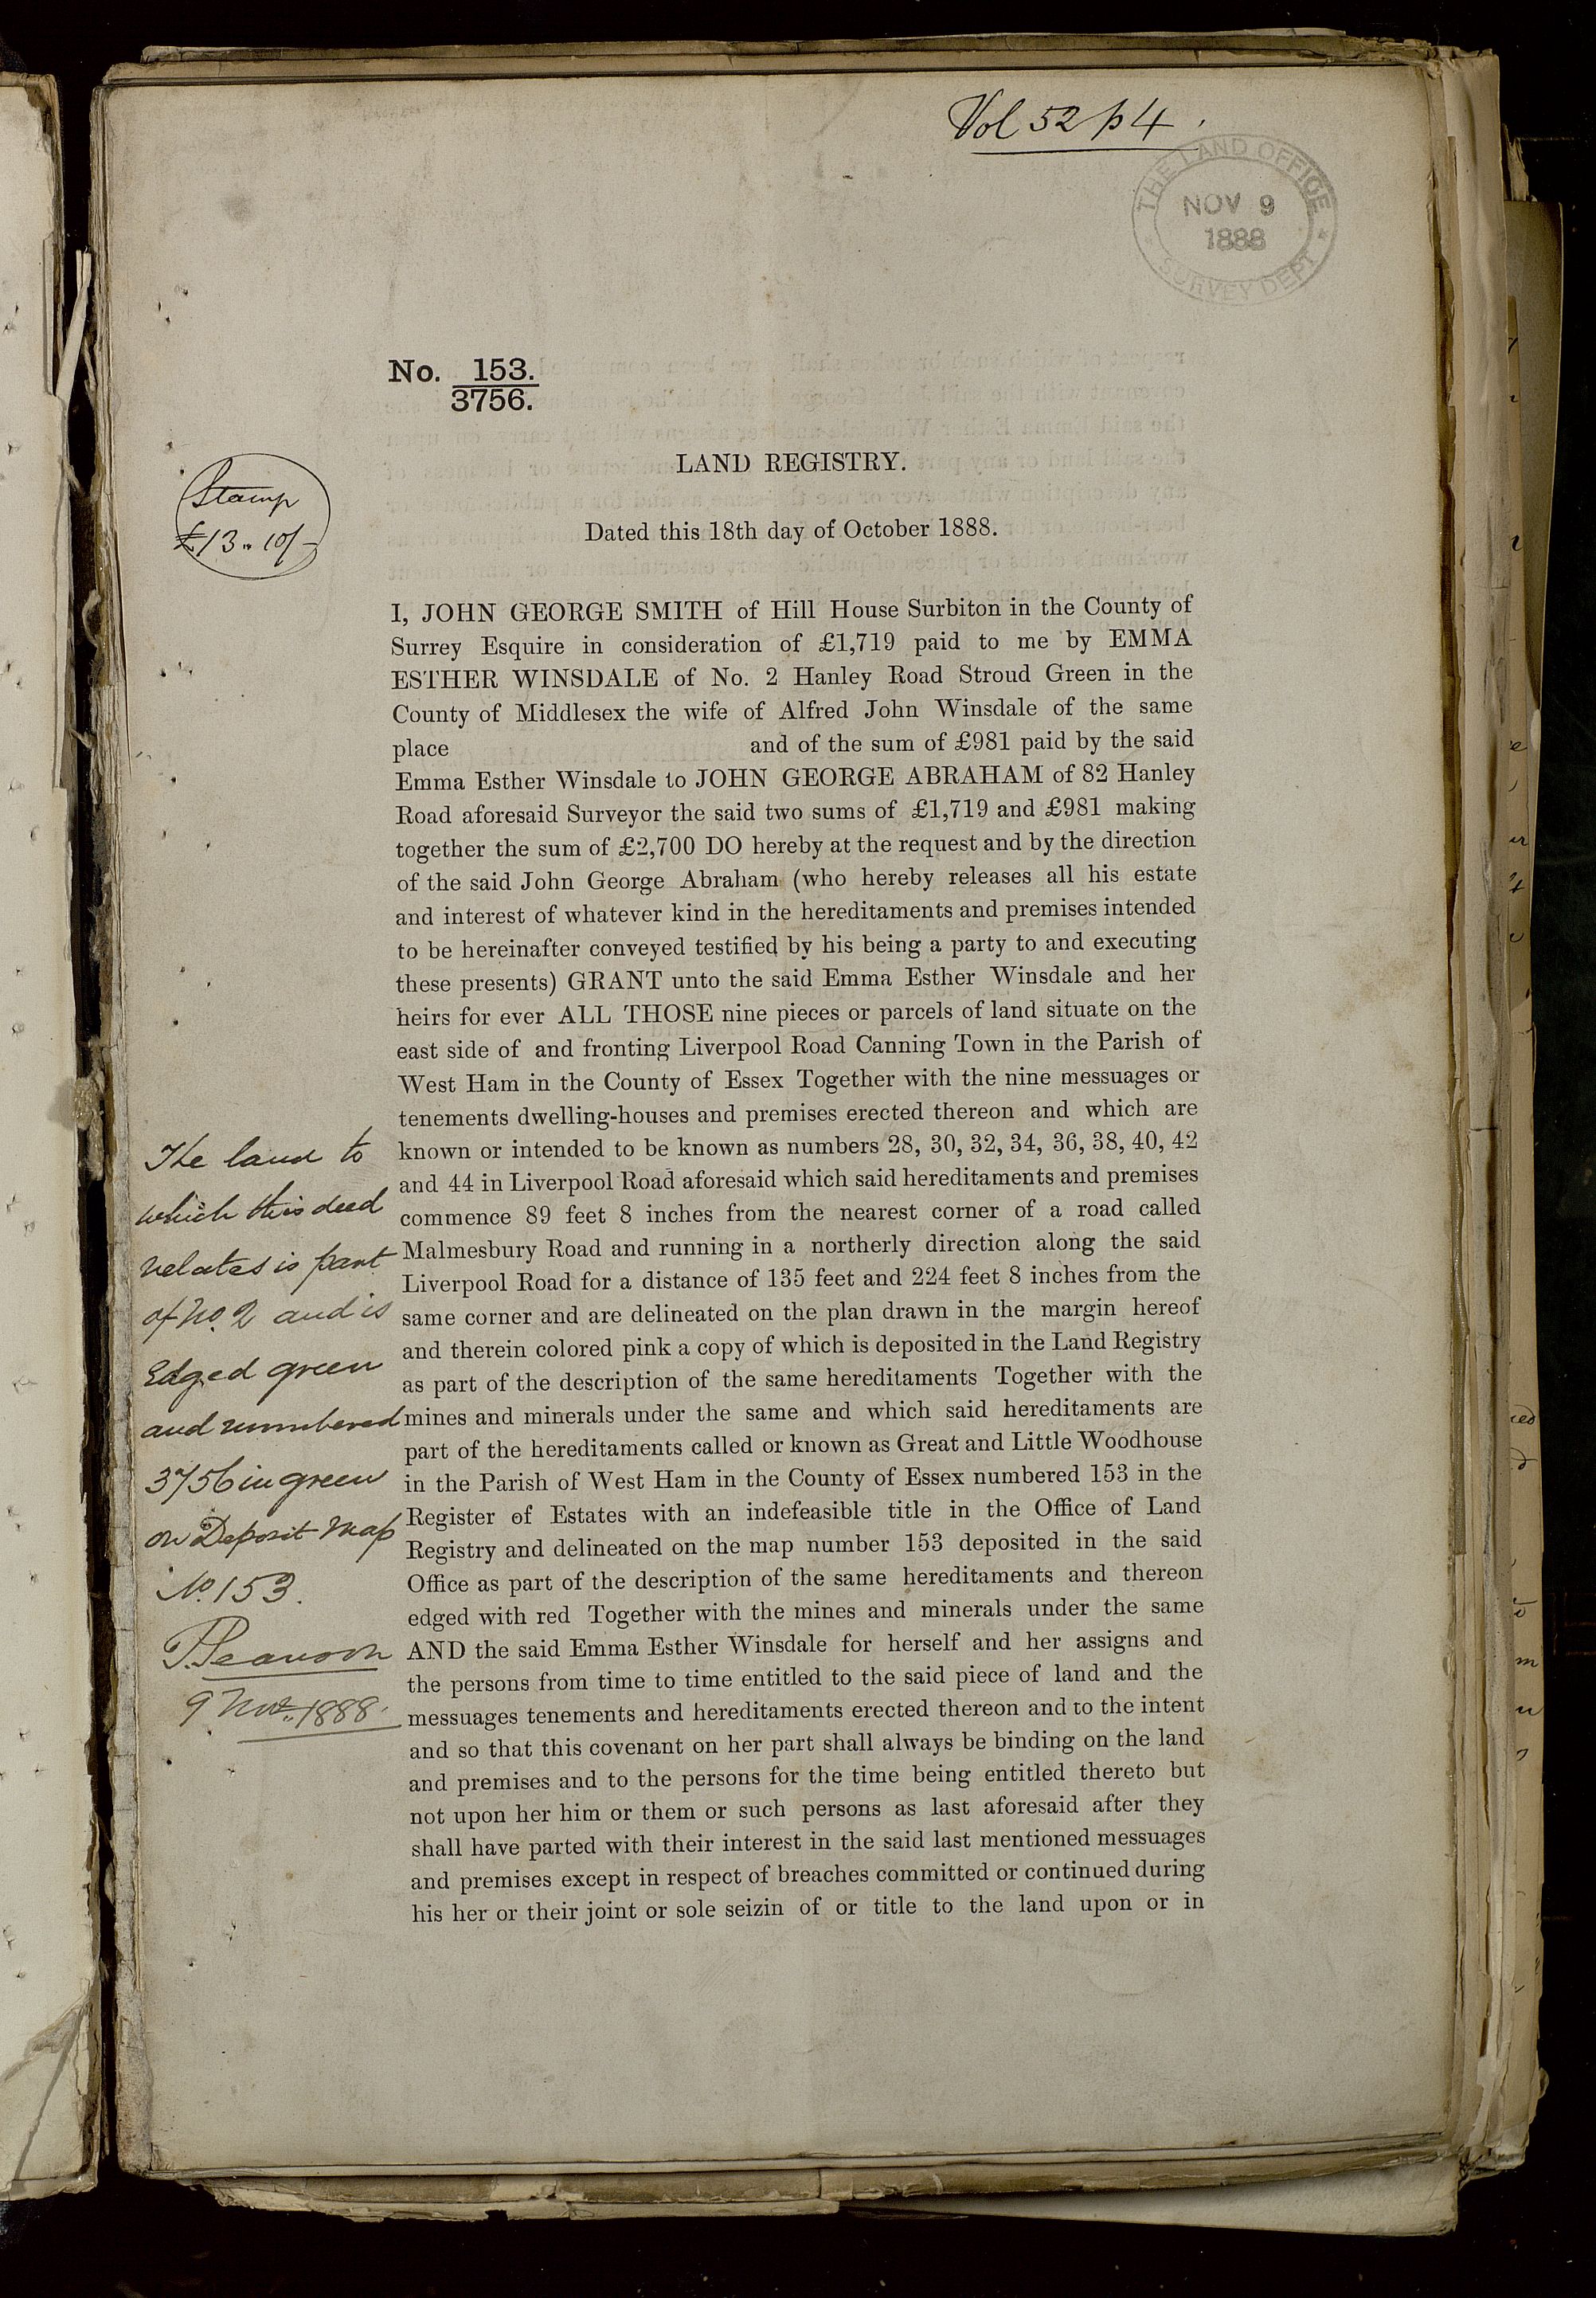 Vol 52 p 4.
THE LAND OFFICE
NOV 9
1888
SURVEY DEPT
No. 153.
3756.
LAND REGISTRY.
Stamp
£13 " 10/-
Dated this 18th day of October 1888.
I, JOHN GEORGE SMITH of Hill House Surbiton in the County of
Surrey Esquire in consideration of £1,719 paid to me by EMMA
ESTHER WINSDALE of No. 2 Hanley Road Stroud Green in the
County of Middlesex the wife of Alfred John Winsdale of the same
place and of the sum of £981 paid by the said
Emma Esther Winsdale to JOHN GEORGE ABRAHAM of 82 Hanley
Road aforesaid Surveyor the said two sums of £1,719 and £981 making
together the sum of £2,700 DO hereby at the request and by the direction
of the said John George Abraham (who hereby releases all his estate
and interest of whatever kind in the hereditaments and premises intended
to be hereinafter conveyed testified by his being a party to and executing
these presents) GRANT unto the said Emma Esther Winsdale and her
heirs for ever ALL THOSE nine pieces or parcels of land situate on the
east side of and fronting Liverpool Road Canning Town in the Parish of
West Ham in the County of Essex Together with the nine messuages or
tenements dwelling-houses and premises erected thereon and which are
known or intended to be known as numbers 28, 30, 32, 34, 36, 38, 40, 42
and 44 in Liverpool Road aforesaid which said hereditaments and premises
commence 89 feet 8 inches from the nearest corner of a road called
Malmesbury Road and running in a northerly direction along the said
Liverpool Road for a distance of 135 feet and 224 feet 8 inches from the
same corner and are delineated on the plan drawn in the margin hereof
and therein colored pink a copy of which is deposited in the Land Registry
as part of the description of the same hereditaments Together with the
mines and minerals under the same and which said hereditaments are
part of the hereditaments called or known as Great and Little Woodhouse
in the Parish of West Ham in the County of Essex numbered 153 in the
Register of Estates with an indefeasible title in the Office of Land
Registry and delineated on the map number 153 deposited in the said
Office as part of the description of the same hereditaments and thereon
edged with red Together with the mines and minerals under the same
AND the said Emma Esther Winsdale for herself and her assigns and
the persons from time to time entitled to the said piece of land and the
messuages tenements and hereditaments erected thereon and to the intent
and so that this covenant on her part shall always be binding on the land
and premises and to the persons for the time being entitled thereto but
not upon her him or them or such persons as last aforesaid after they
shall have parted with their interest in the said last mentioned messuages
and premises except in respect of breaches committed or continued during
his her or their joint or sole seizin of or title to the land upon or in
The land to
which this deed
relates is part
of No. 2 and is
Edged green
and numbered
3756 in green
on Deposit Map
No. 153.
T. Pearson
9 Nov. 1888.